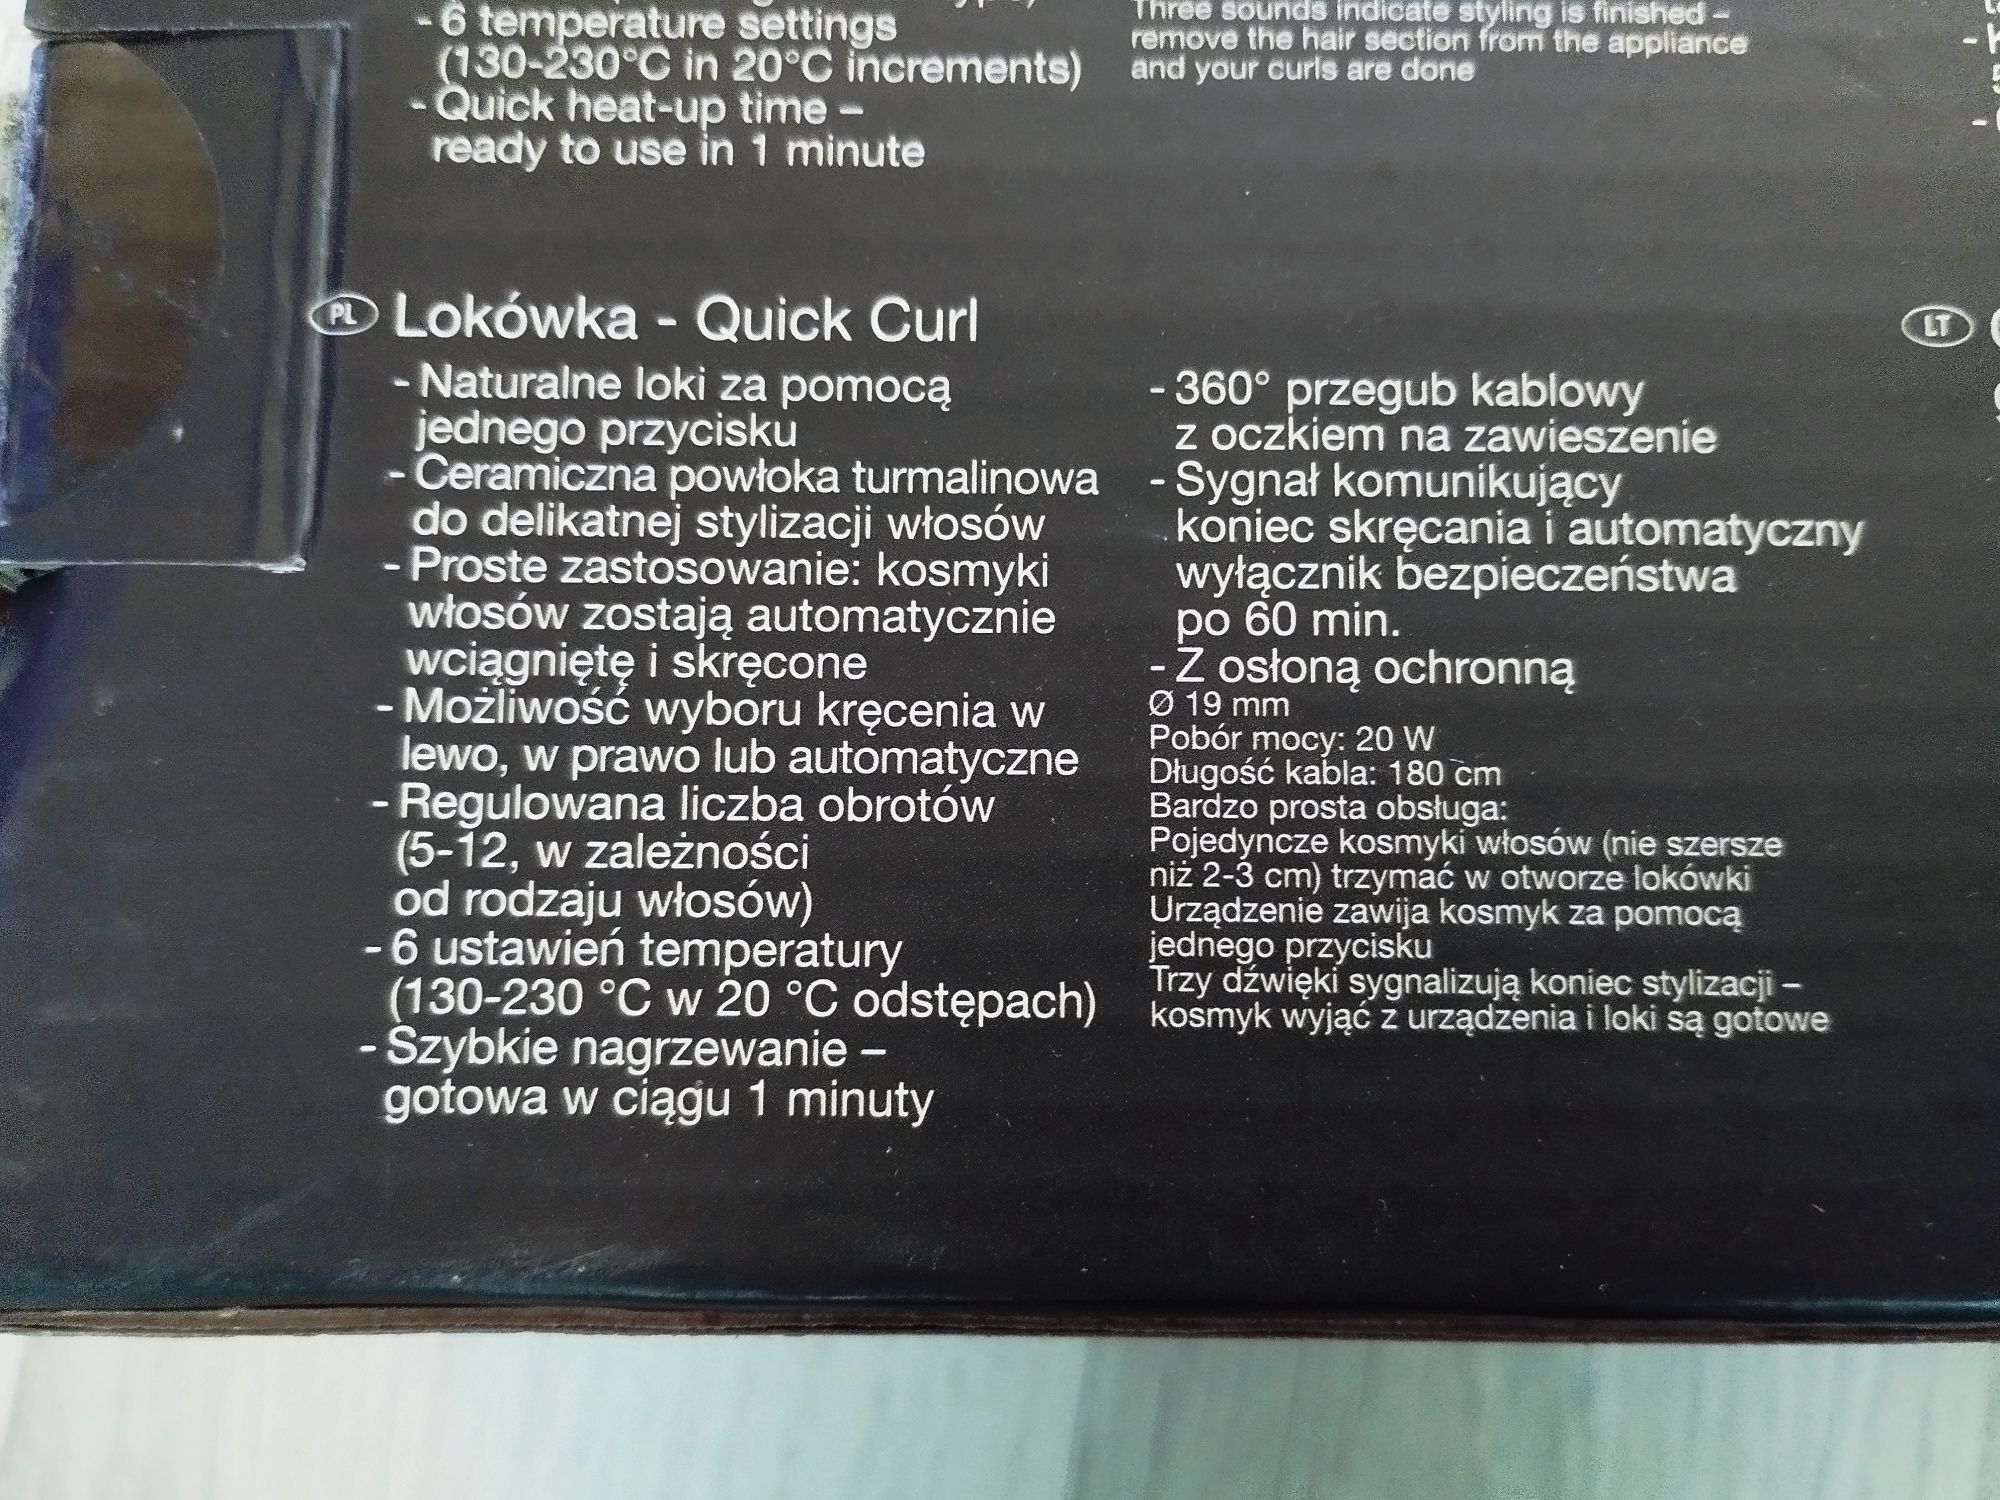 - 6 temperature settings
(130-230°C in 20°C increments)
- Quick heat-up time –
ready to use in 1 minute
Three sounds indicate styling is finished –
remove the hair section from the appliance
and your curls are done
PL Lokówka - Quick Curl
- Naturalne loki za pomocą
jednego przycisku
- Ceramiczna powłoka turmalinowa
do delikatnej stylizacji włosów
- Proste zastosowanie: kosmyki
włosów zostają automatycznie
wciągniętę i skręcone
- Możliwość wyboru kręcenia w
lewo, w prawo lub automatyczne
- Regulowana liczba obrotów
(5-12, w zależności
od rodzaju włosów)
- 6 ustawień temperatury
(130-230 °C w 20 °C odstępach)
- Szybkie nagrzewanie –
gotowa w ciągu 1 minuty
- 360° przegub kablowy
z oczkiem na zawieszenie
- Sygnał komunikujący
koniec skręcania i automatyczny
wyłącznik bezpieczeństwa
po 60 min.
- Z osłoną ochronną
Ø 19 mm
Pobór mocy: 20 W
Długość kabla: 180 cm
Bardzo prosta obsługa:
Pojedyncze kosmyki włosów (nie szersze
niż 2-3 cm) trzymać w otworze lokówki
Urządzenie zawija kosmyk za pomocą
jednego przycisku
Trzy dźwięki sygnalizują koniec stylizacji –
kosmyk wyjąć z urządzenia i loki są gotowe
LT